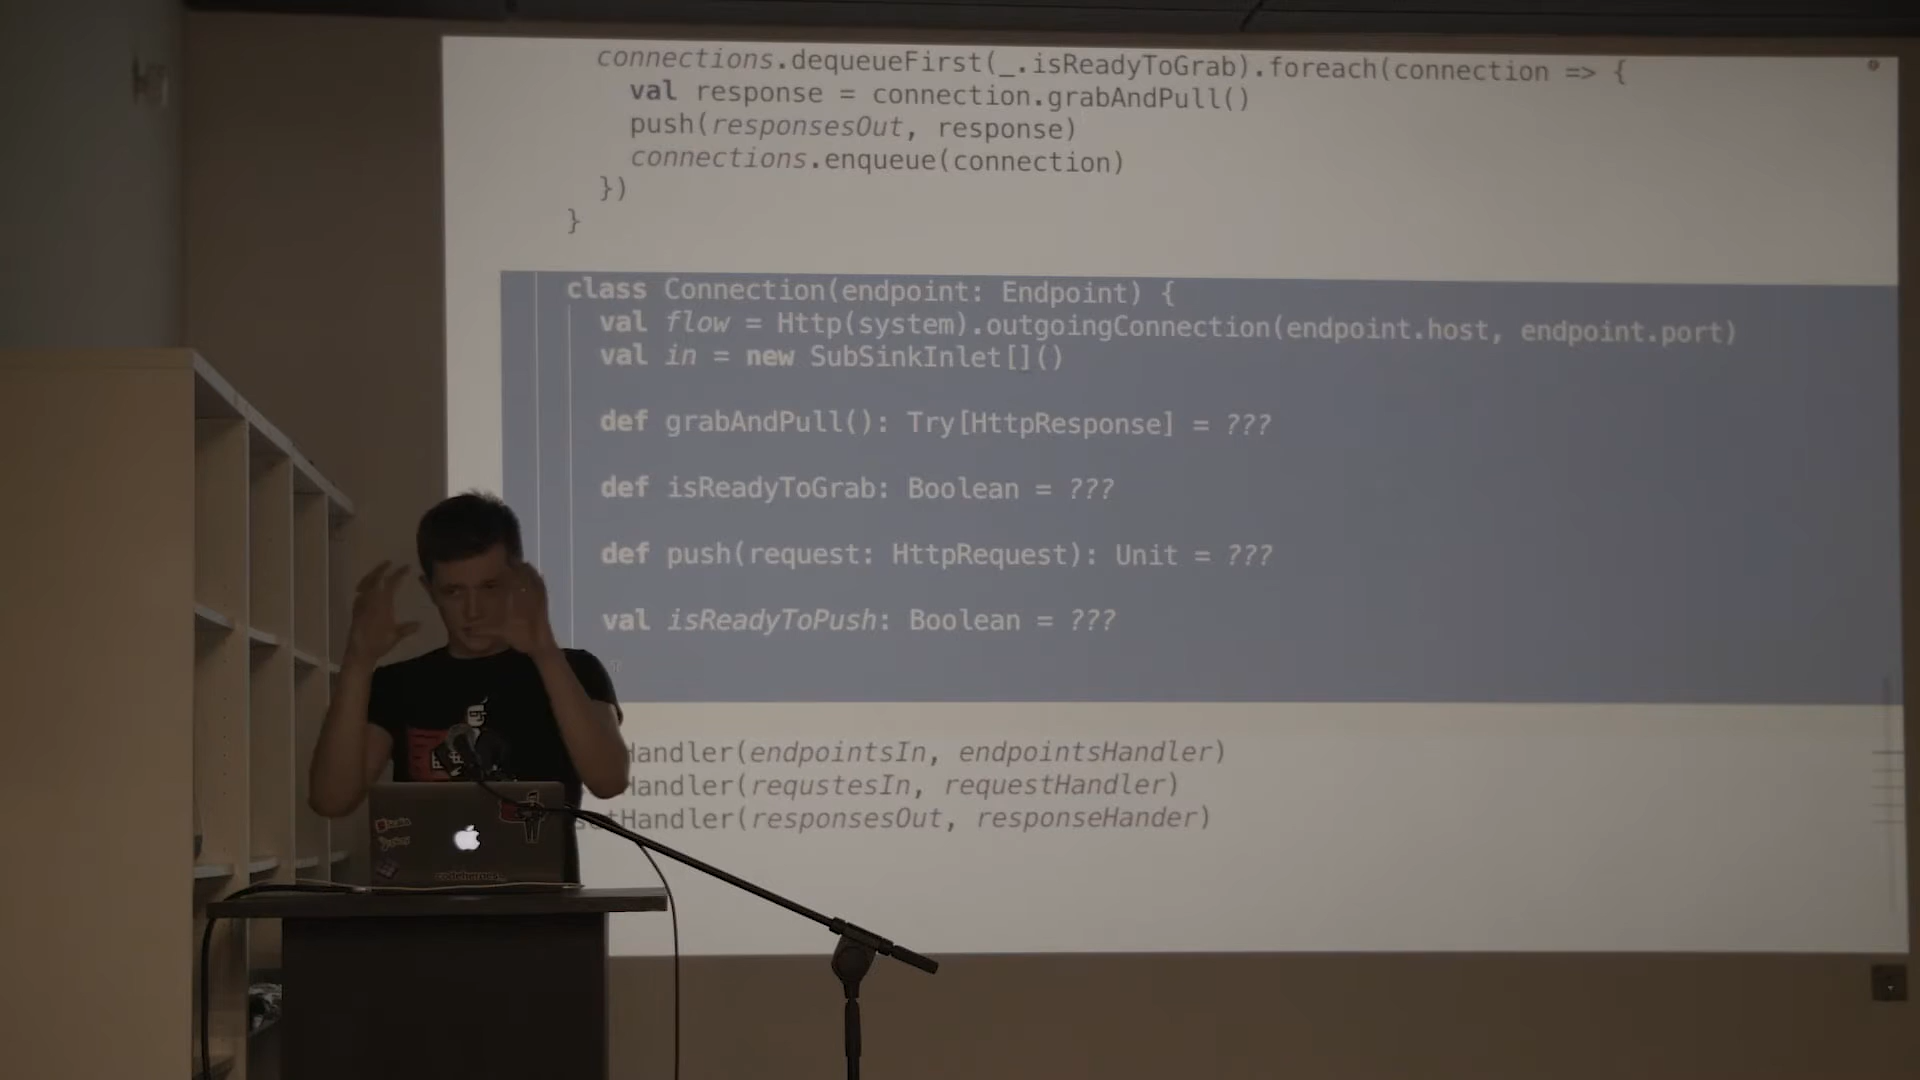 connections.dequeueFirst(_.isReadyToGrab).foreach(connection => {
val response = connection.grabAndPull()
push(responsesOut, response)
connections.enqueue(connection)
})
}
class Connection(endpoint: Endpoint) {
val flow = Http(system).outgoingConnection(endpoint.host, endpoint.port)
val in = new SubSinkInlet[]()
def grabAndPull(): Try[HttpResponse] = ???
def isReadyToGrab: Boolean = ???
def push(request: HttpRequest): Unit = ???
val isReadyToPush: Boolean = ???
Handler(endpointsIn, endpointsHandler)
Handler(requstesIn, requestHandler)
setHandler(responsesOut, responseHander)
codeheroes